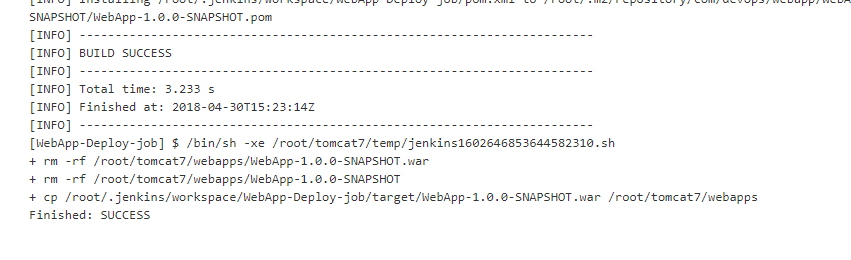 [INFO] Installing /root/.jenkins/workspace/WebApp-Deploy-job/pom.xml to /root/.m2/repository/com/devops/webapp/WebA
SNAPSHOT/WebApp-1.0.0-SNAPSHOT.pom
[INFO] ------------------------------------------------------------------------
[INFO] BUILD SUCCESS
[INFO] ------------------------------------------------------------------------
[INFO] Total time: 3.233 s
[INFO] Finished at: 2018-04-30T15:23:14Z
[INFO] ------------------------------------------------------------------------
[WebApp-Deploy-job] $ /bin/sh -xe /root/tomcat7/temp/jenkins1602646853644582310.sh
+ rm -rf /root/tomcat7/webapps/WebApp-1.0.0-SNAPSHOT.war
+ rm -rf /root/tomcat7/webapps/WebApp-1.0.0-SNAPSHOT
+ cp /root/.jenkins/workspace/WebApp-Deploy-job/target/WebApp-1.0.0-SNAPSHOT.war /root/tomcat7/webapps
Finished: SUCCESS